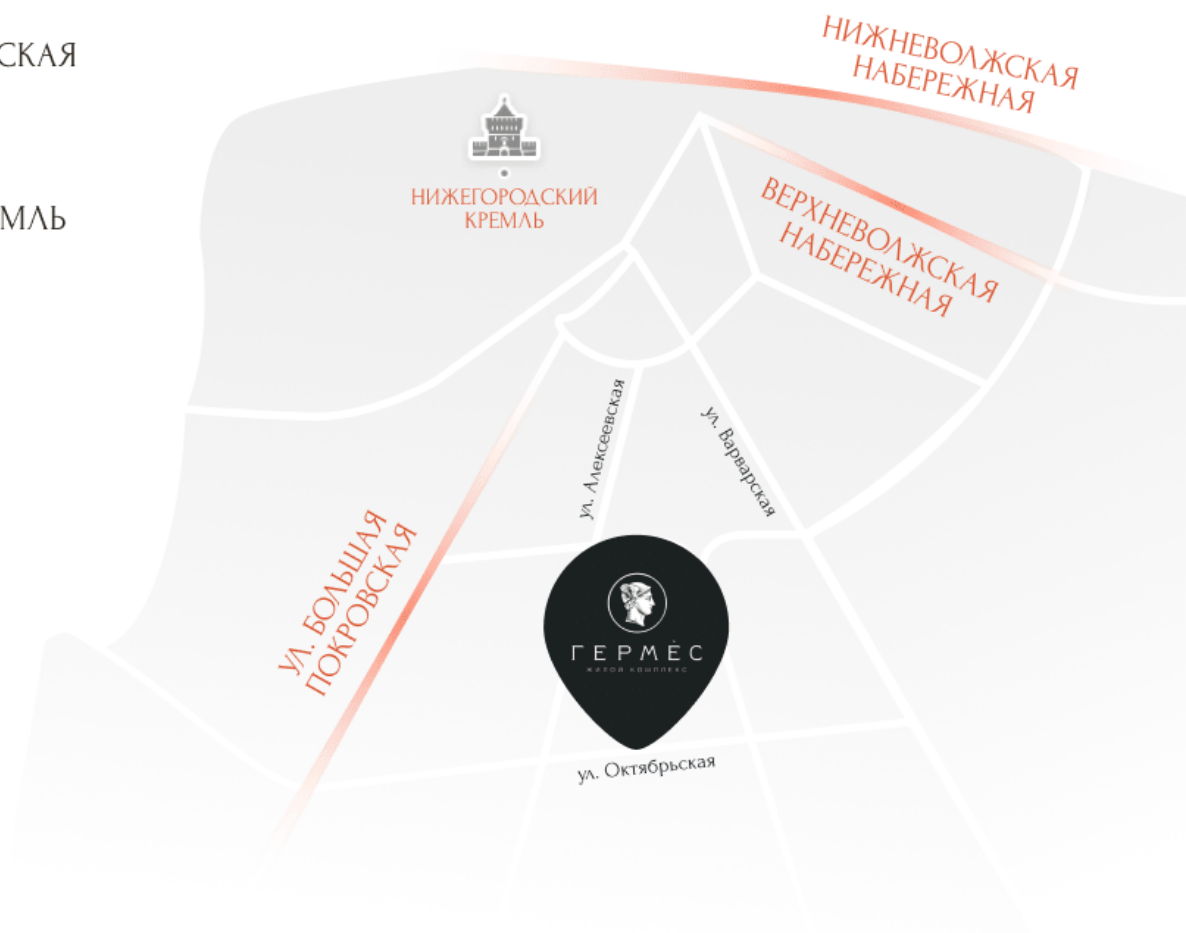 СКАЯ
МЛЬ
НИЖНЕВОЛЖСКАЯ
НАБЕРЕЖНАЯ
НИЖЕГОРОДСКИЙ
КРЕМЛЬ
ВЕРХНЕВОЛЖСКАЯ
НАБЕРЕЖНАЯ
ул. Алексеевская
ул. Варварская
УЛ. БОЛЬШАЯ
ПОКРОВСКАЯ
ГЕРМЕ́С
ЖИЛОЙ КОМПЛЕКС
ул. Октябрьская